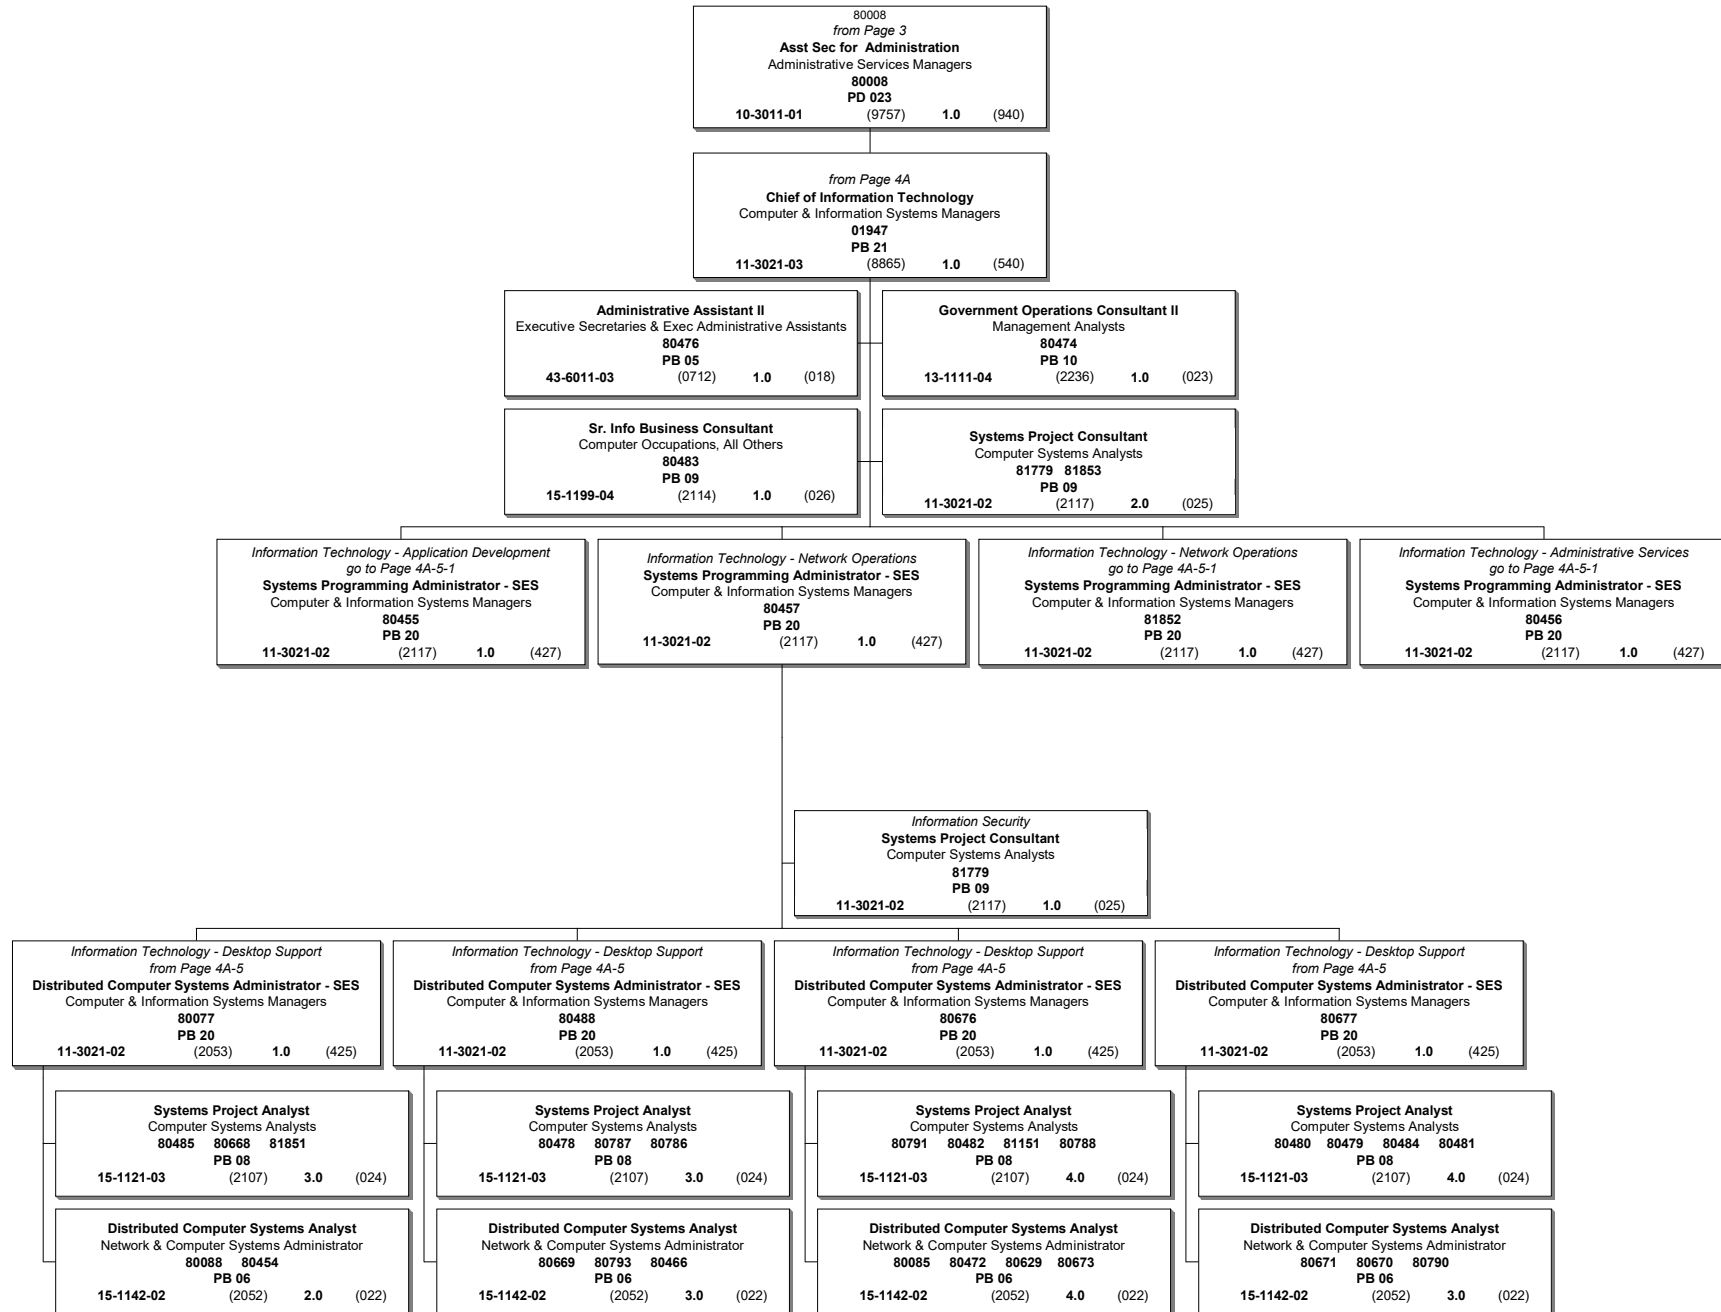 80008
from Page 3
Asst Sec for Administration
Administrative Services Managers
80008
PD 023
10-3011-01 (9757) 1.0 (940)
from Page 4A
Chief of Information Technology
Computer & Information Systems Managers
01947
PB 21
11-3021-03 (8865) 1.0 (540)
Administrative Assistant II
Executive Secretaries & Exec Administrative Assistants
80476
PB 05
43-6011-03 (0712) 1.0 (018)
Government Operations Consultant II
Management Analysts
80474
PB 10
13-1111-04 (2236) 1.0 (023)
Sr. Info Business Consultant
Computer Occupations, All Others
80483
PB 09
15-1199-04 (2114) 1.0 (026)
Systems Project Consultant
Computer Systems Analysts
81779 81853
PB 09
11-3021-02 (2117) 2.0 (025)
Information Technology - Application Development
go to Page 4A-5-1
Systems Programming Administrator - SES
Computer & Information Systems Managers
80455
PB 20
11-3021-02 (2117) 1.0 (427)
Information Technology - Network Operations
Systems Programming Administrator - SES
Computer & Information Systems Managers
80457
PB 20
11-3021-02 (2117) 1.0 (427)
Information Technology - Network Operations
go to Page 4A-5-1
Systems Programming Administrator - SES
Computer & Information Systems Managers
81852
PB 20
11-3021-02 (2117) 1.0 (427)
Information Technology - Administrative Services
go to Page 4A-5-1
Systems Programming Administrator - SES
Computer & Information Systems Managers
80456
PB 20
11-3021-02 (2117) 1.0 (427)
Information Security
Systems Project Consultant
Computer Systems Analysts
81779
PB 09
11-3021-02 (2117) 1.0 (025)
Information Technology - Desktop Support
from Page 4A-5
Distributed Computer Systems Administrator - SES
Computer & Information Systems Managers
80077
PB 20
11-3021-02 (2053) 1.0 (425)
Information Technology - Desktop Support
from Page 4A-5
Distributed Computer Systems Administrator - SES
Computer & Information Systems Managers
80488
PB 20
11-3021-02 (2053) 1.0 (425)
Information Technology - Desktop Support
from Page 4A-5
Distributed Computer Systems Administrator - SES
Computer & Information Systems Managers
80676
PB 20
11-3021-02 (2053) 1.0 (425)
Information Technology - Desktop Support
from Page 4A-5
Distributed Computer Systems Administrator - SES
Computer & Information Systems Managers
80677
PB 20
11-3021-02 (2053) 1.0 (425)
Systems Project Analyst
Computer Systems Analysts
80485 80668 81851
PB 08
15-1121-03 (2107) 3.0 (024)
Systems Project Analyst
Computer Systems Analysts
80478 80787 80786
PB 08
15-1121-03 (2107) 3.0 (024)
Systems Project Analyst
Computer Systems Analysts
80791 80482 81151 80788
PB 08
15-1121-03 (2107) 4.0 (024)
Systems Project Analyst
Computer Systems Analysts
80480 80479 80484 80481
PB 08
15-1121-03 (2107) 4.0 (024)
Distributed Computer Systems Analyst
Network & Computer Systems Administrator
80088 80454
PB 06
15-1142-02 (2052) 2.0 (022)
Distributed Computer Systems Analyst
Network & Computer Systems Administrator
80669 80793 80466
PB 06
15-1142-02 (2052) 3.0 (022)
Distributed Computer Systems Analyst
Network & Computer Systems Administrator
80085 80472 80629 80673
PB 06
15-1142-02 (2052) 4.0 (022)
Distributed Computer Systems Analyst
Network & Computer Systems Administrator
80671 80670 80790
PB 06
15-1142-02 (2052) 3.0 (022)